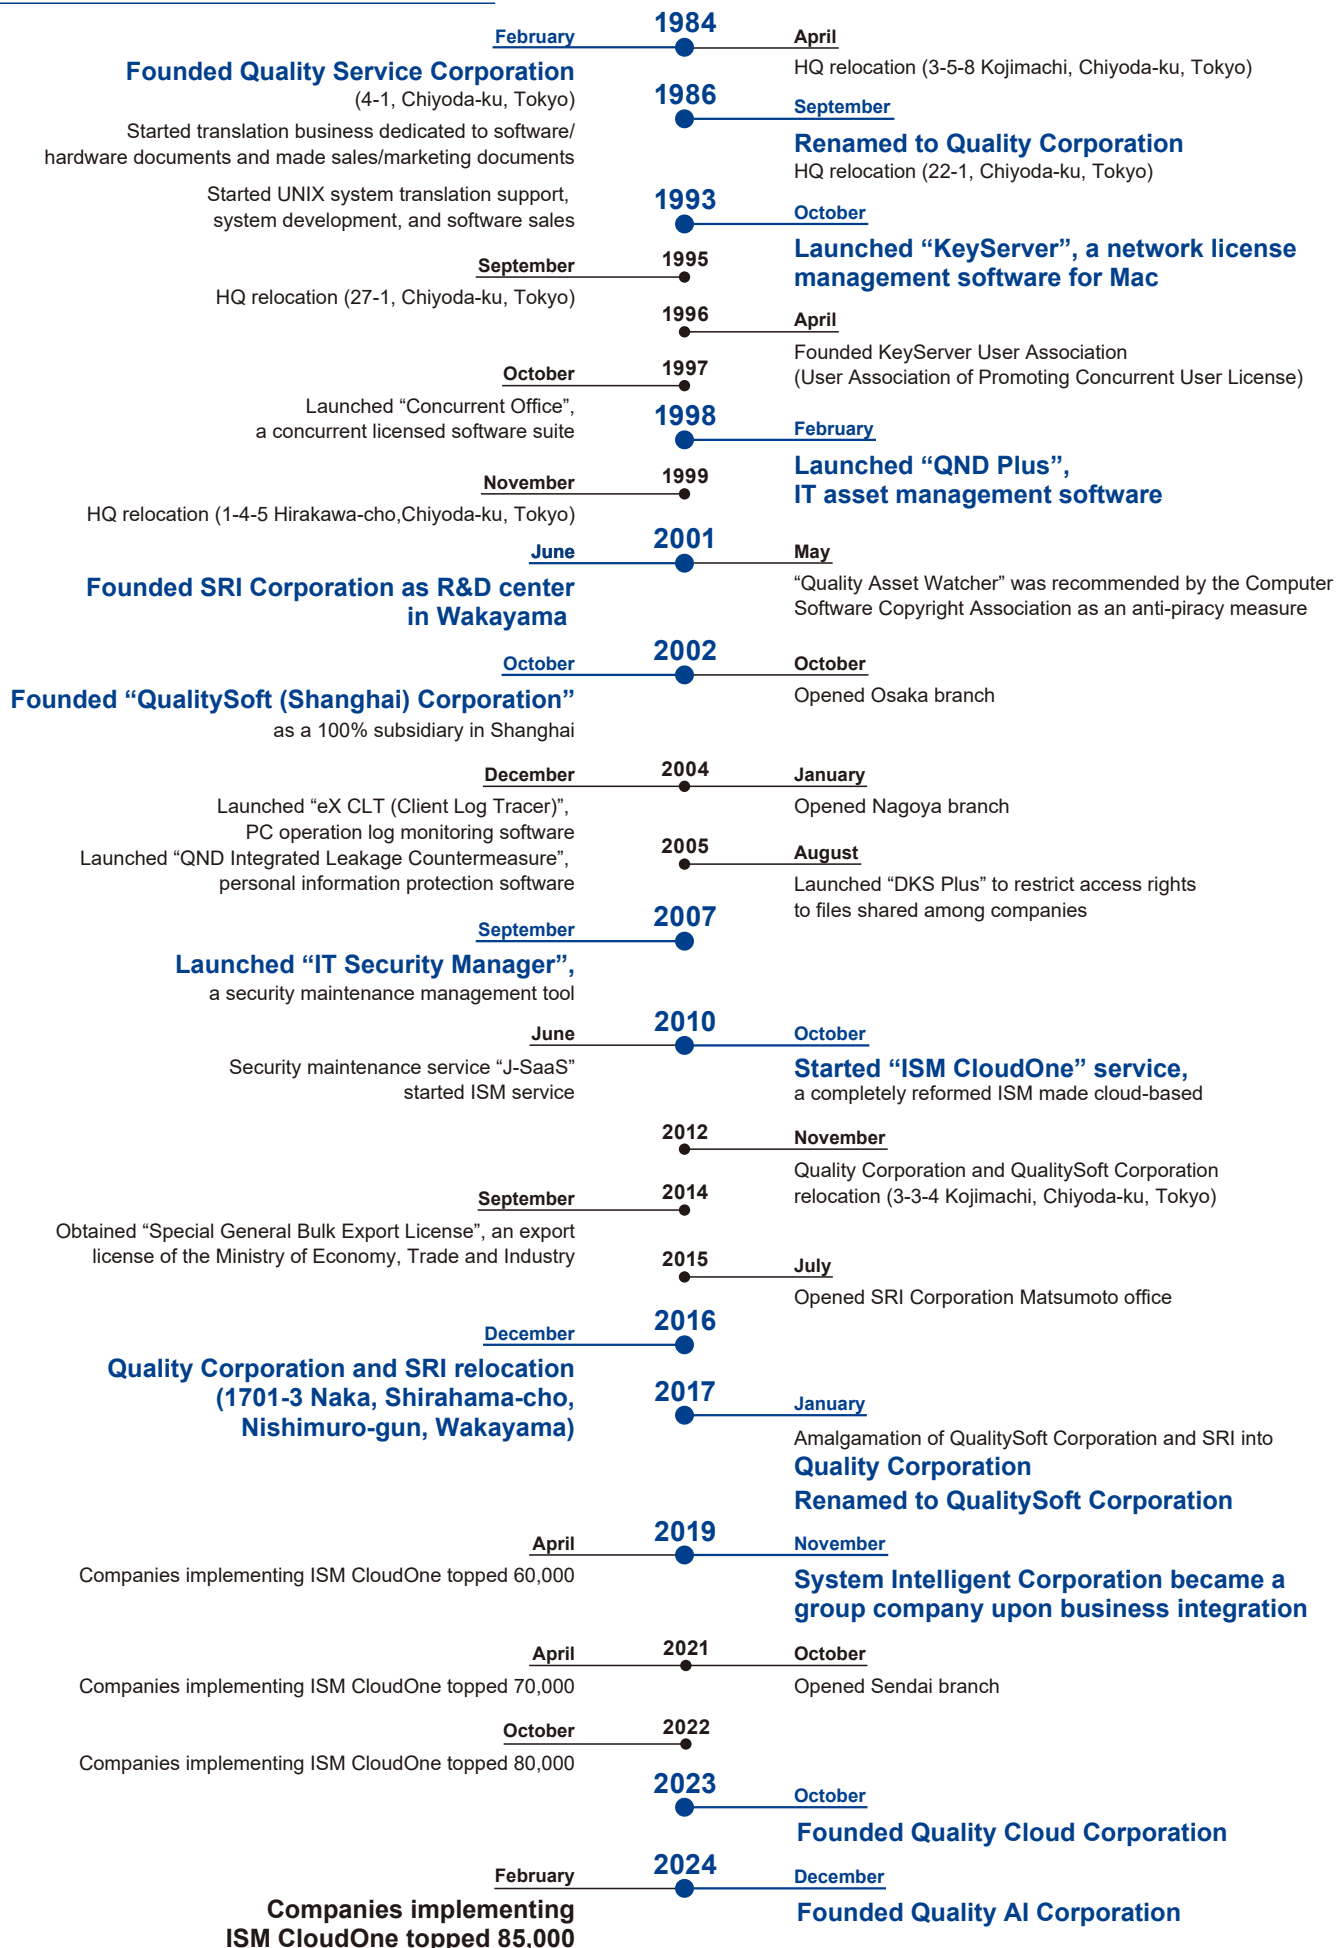 1984
February
Founded Quality Service Corporation
(4-1, Chiyoda-ku, Tokyo)
Started translation business dedicated to software/
hardware documents and made sales/marketing documents
Started UNIX system translation support,
system development, and software sales
April
HQ relocation (3-5-8 Kojimachi, Chiyoda-ku, Tokyo)
1986
September
Renamed to Quality Corporation
HQ relocation (22-1, Chiyoda-ku, Tokyo)
1993
October
Launched “KeyServer”, a network license
management software for Mac
1995
September
HQ relocation (27-1, Chiyoda-ku, Tokyo)
1996
April
Founded KeyServer User Association
(User Association of Promoting Concurrent User License)
1997
October
Launched “Concurrent Office”,
a concurrent licensed software suite
1998
February
Launched “QND Plus”,
IT asset management software
1999
November
HQ relocation (1-4-5 Hirakawa-cho,Chiyoda-ku, Tokyo)
2001
June
Founded SRI Corporation as R&D center
in Wakayama
May
“Quality Asset Watcher” was recommended by the Computer
Software Copyright Association as an anti-piracy measure
2002
October
Founded “QualitySoft (Shanghai) Corporation”
as a 100% subsidiary in Shanghai
October
Opened Osaka branch
2004
December
Launched “eX CLT (Client Log Tracer)”,
PC operation log monitoring software
Launched “QND Integrated Leakage Countermeasure”,
personal information protection software
January
Opened Nagoya branch
2005
August
Launched “DKS Plus” to restrict access rights
to files shared among companies
2007
September
Launched “IT Security Manager”,
a security maintenance management tool
2010
June
Security maintenance service “J-SaaS”
started ISM service
October
Started “ISM CloudOne” service,
a completely reformed ISM made cloud-based
2012
November
Quality Corporation and QualitySoft Corporation
relocation (3-3-4 Kojimachi, Chiyoda-ku, Tokyo)
2014
September
Obtained “Special General Bulk Export License”, an export
license of the Ministry of Economy, Trade and Industry
2015
July
Opened SRI Corporation Matsumoto office
2016
December
Quality Corporation and SRI relocation
(1701-3 Naka, Shirahama-cho,
Nishimuro-gun, Wakayama)
2017
January
Amalgamation of QualitySoft Corporation and SRI into
Quality Corporation
Renamed to QualitySoft Corporation
2019
April
Companies implementing ISM CloudOne topped 60,000
November
System Intelligent Corporation became a
group company upon business integration
2021
April
Companies implementing ISM CloudOne topped 70,000
October
Opened Sendai branch
2022
October
Companies implementing ISM CloudOne topped 80,000
2023
October
Founded Quality Cloud Corporation
2024
February
Companies implementing
ISM CloudOne topped 85,000
December
Founded Quality AI Corporation